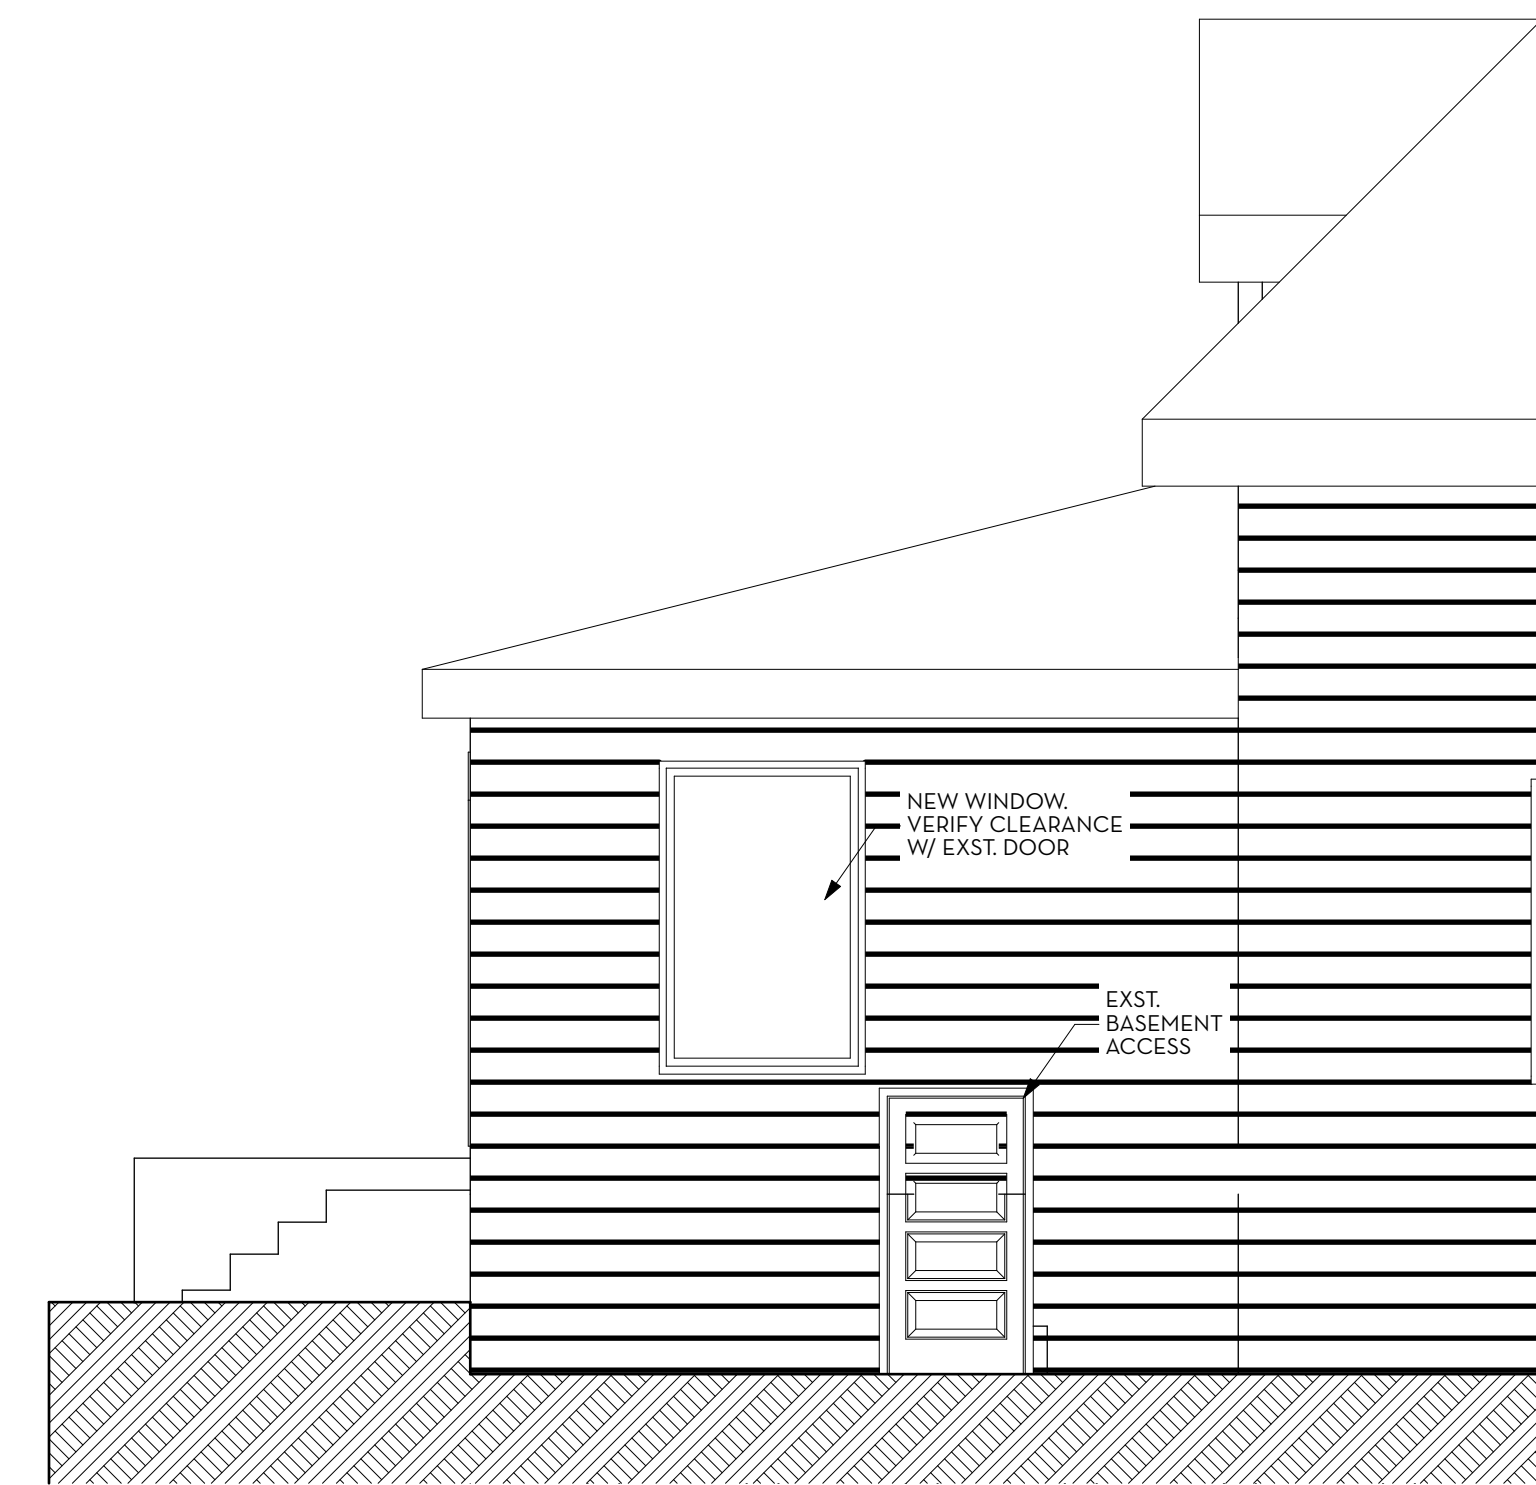 NEW WINDOW.
VERIFY CLEARANCE
W/ EXST. DOOR
EXST.
BASEMENT
ACCESS